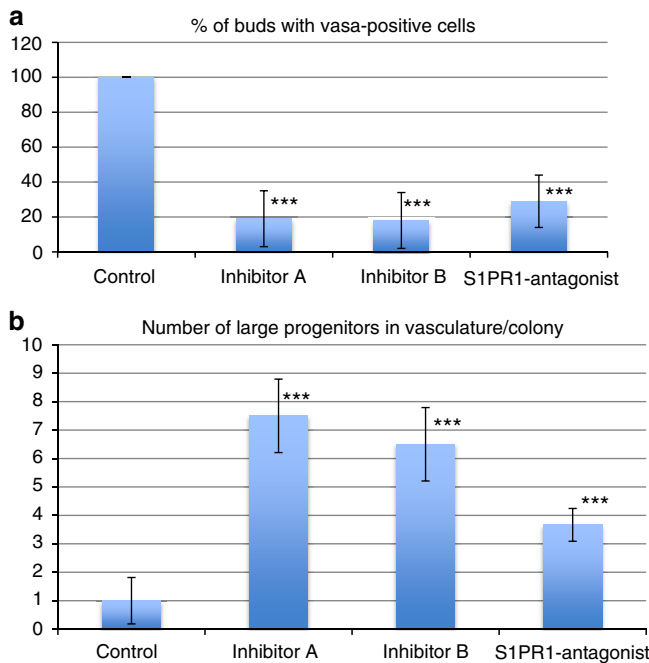 a
% of buds with vasa-positive cells
120
100
80
60
40
20
0
***
***
***
Control
Inhibitor A
Inhibitor B
S1PR1-antagonist
b
Number of large progenitors in vasculature/colony
10
9
8
7
6
5
4
3
2
1
0
***
***
***
Control
Inhibitor A
Inhibitor B
S1PR1-antagonist